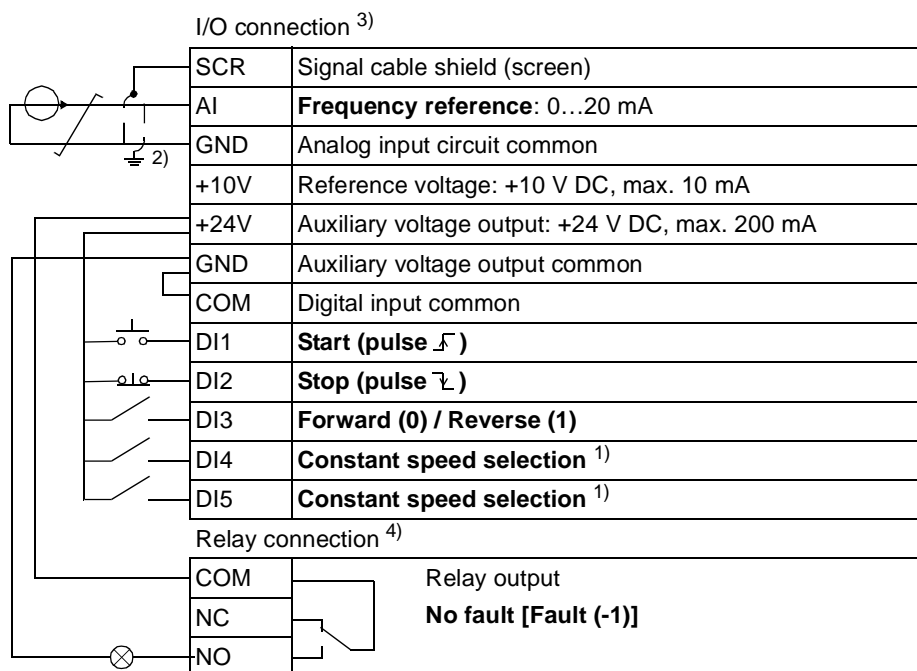 I/O connection 3)
SCR Signal cable shield (screen)
AI Frequency reference: 0…20 mA
GND Analog input circuit common
2)
+10V Reference voltage: +10 V DC, max. 10 mA
+24V Auxiliary voltage output: +24 V DC, max. 200 mA
GND Auxiliary voltage output common
COM Digital input common
DI1 Start (pulse )
DI2 Stop (pulse )
DI3 Forward (0) / Reverse (1)
DI4 Constant speed selection 1)
DI5 Constant speed selection 1)
Relay connection 4)
COM Relay output
NC No fault [Fault (-1)]
NO